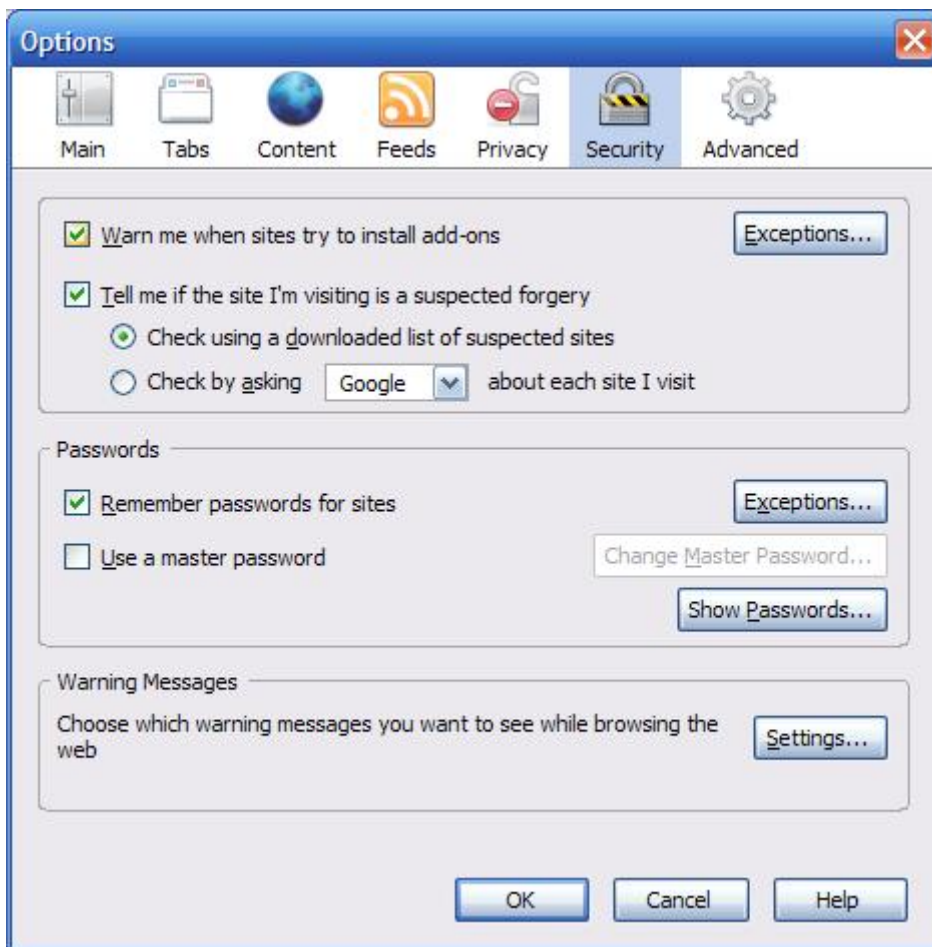 Options
Main Tabs Content Feeds Privacy Security Advanced
Warn me when sites try to install add-ons Exceptions...
Tell me if the site I'm visiting is a suspected forgery
Check using a downloaded list of suspected sites
Check by asking Google about each site I visit
Passwords
Remember passwords for sites Exceptions...
Use a master password Change Master Password...
Show Passwords...
Warning Messages
Choose which warning messages you want to see while browsing the
web
Settings...
OK Cancel Help